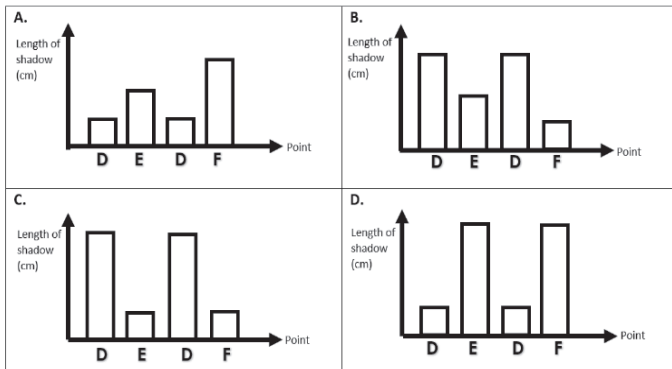 A.
Length of
shadow
(cm)
D E D F
Point
B.
Length of
shadow
(cm)
D E D F
Point
C.
Length of
shadow
(cm)
D E D F
Point
D.
Length of
shadow
(cm)
D E D F
Point